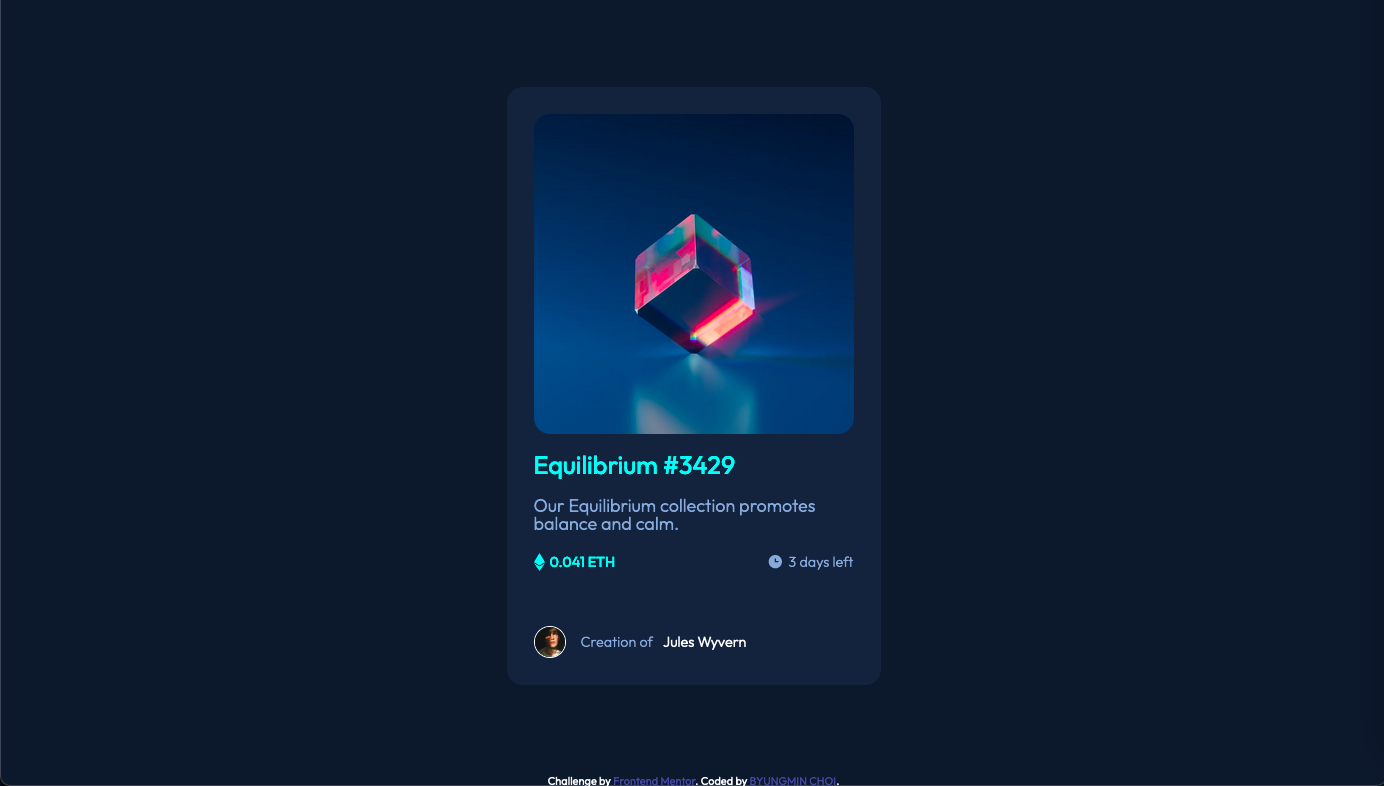 Equilibrium #3429
Our Equilibrium collection promotes
balance and calm.
0.041 ETH
3 days left
Creation of Jules Wyvern
Challenge by Frontend Mentor. Coded by BYUNGMIN CHOI.